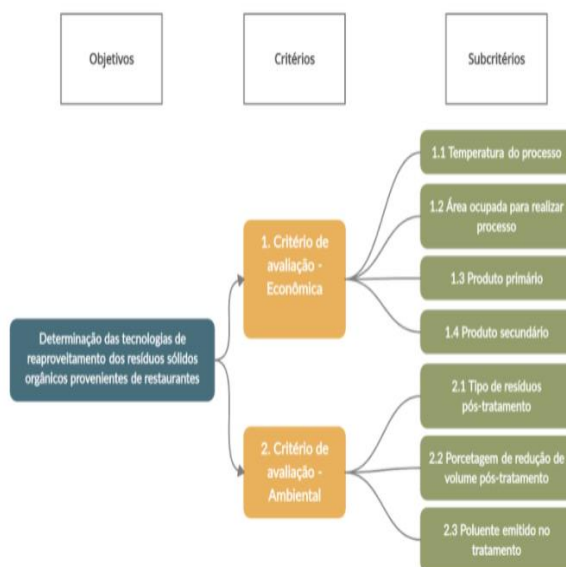 Objetivos
Critérios
Subcritérios
Determinação das tecnologias de
reaproveitamento dos resíduos sólidos
orgânicos provenientes de restaurantes
1. Critério de
avaliação -
Econômica
1.1 Temperatura do processo
1.2 Área ocupada para realizar
processo
1.3 Produto primário
1.4 Produto secundário
2. Critério de
avaliação -
Ambiental
2.1 Tipo de resíduos
pós-tratamento
2.2 Porcetagem de redução de
volume pós-tratamento
2.3 Poluente emitido no
tratamento